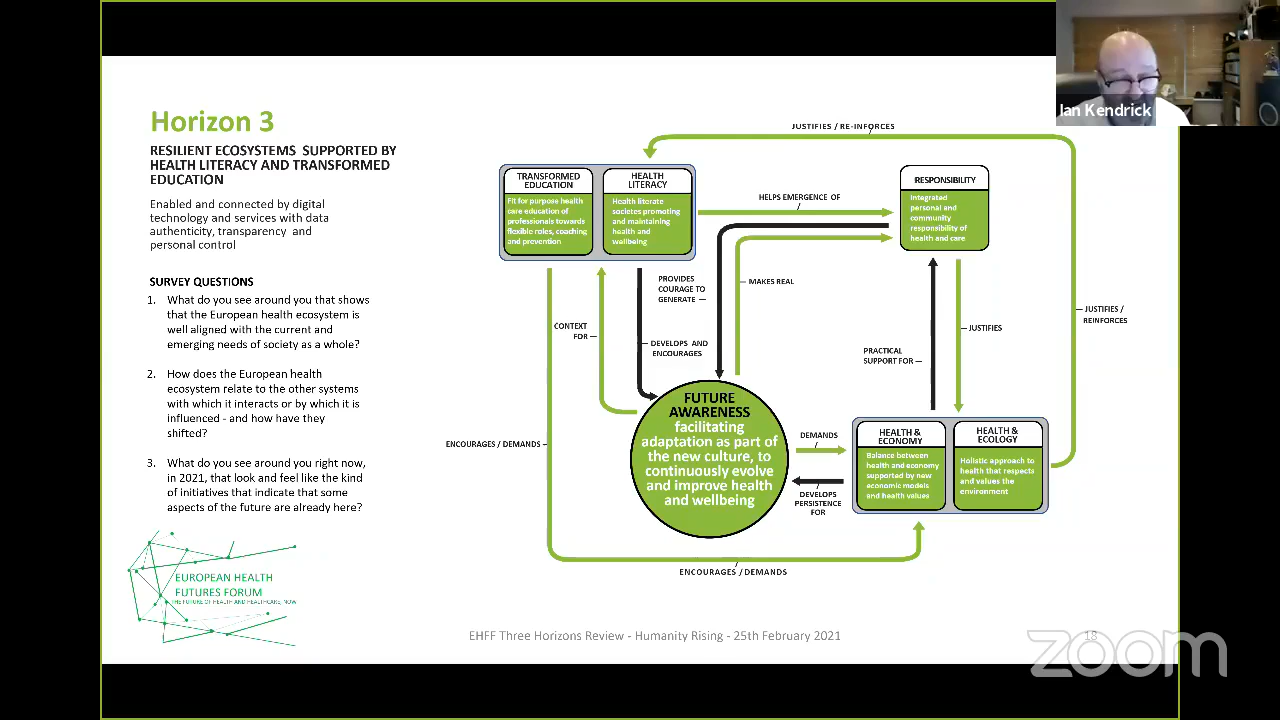 Ian Kendrick
Horizon 3
RESILIENT ECOSYSTEMS SUPPORTED BY
HEALTH LITERACY AND TRANSFORMED
EDUCATION
Enabled and connected by digital
technology and services with data
authenticity, transparency and
personal control
SURVEY QUESTIONS
1. What do you see around you that shows
that the European health ecosystem is
well aligned with the current and
emerging needs of society as a whole?
2. How does the European health
ecosystem relate to the other systems
with which it interacts or by which it is
influenced - and how have they
shifted?
3. What do you see around you right now,
in 2021, that look and feel like the kind
of initiatives that indicate that some
aspects of the future are already here?
EUROPEAN HEALTH
FUTURES FORUM
THE FUTURE OF HEALTH AND HEALTHCARE, NOW
JUSTIFIES / RE-INFORCES
TRANSFORMED
EDUCATION
Fit for purpose health
care education of
professionals towards
flexible roles, coaching
and prevention
HEALTH
LITERACY
Health literate
societes promoting
and maintaining
health and
wellbeing
HELPS EMERGENCE OF
RESPONSIBILITY
Integrated
personal and
community
responsibility of
health and care
PROVIDES
COURAGE TO
GENERATE
MAKES REAL
CONTEXT
FOR
DEVELOPS AND
ENCOURAGES
JUSTIFIES
PRACTICAL
SUPPORT FOR
JUSTIFIES /
REINFORCES
FUTURE
AWARENESS
facilitating
adaptation as part of
the new culture, to
continuously evolve
and improve health
and wellbeing
ENCOURAGES / DEMANDS
DEMANDS
DEVELOPS
PERSISTENCE
FOR
HEALTH &
ECONOMY
Balance between
health and economy
supported by new
economic models
and health values
HEALTH &
ECOLOGY
Holistic approach to
health that respects
and values the
environment
ENCOURAGES / DEMANDS
EHFF Three Horizons Review - Humanity Rising - 25th February 2021
18
zoom